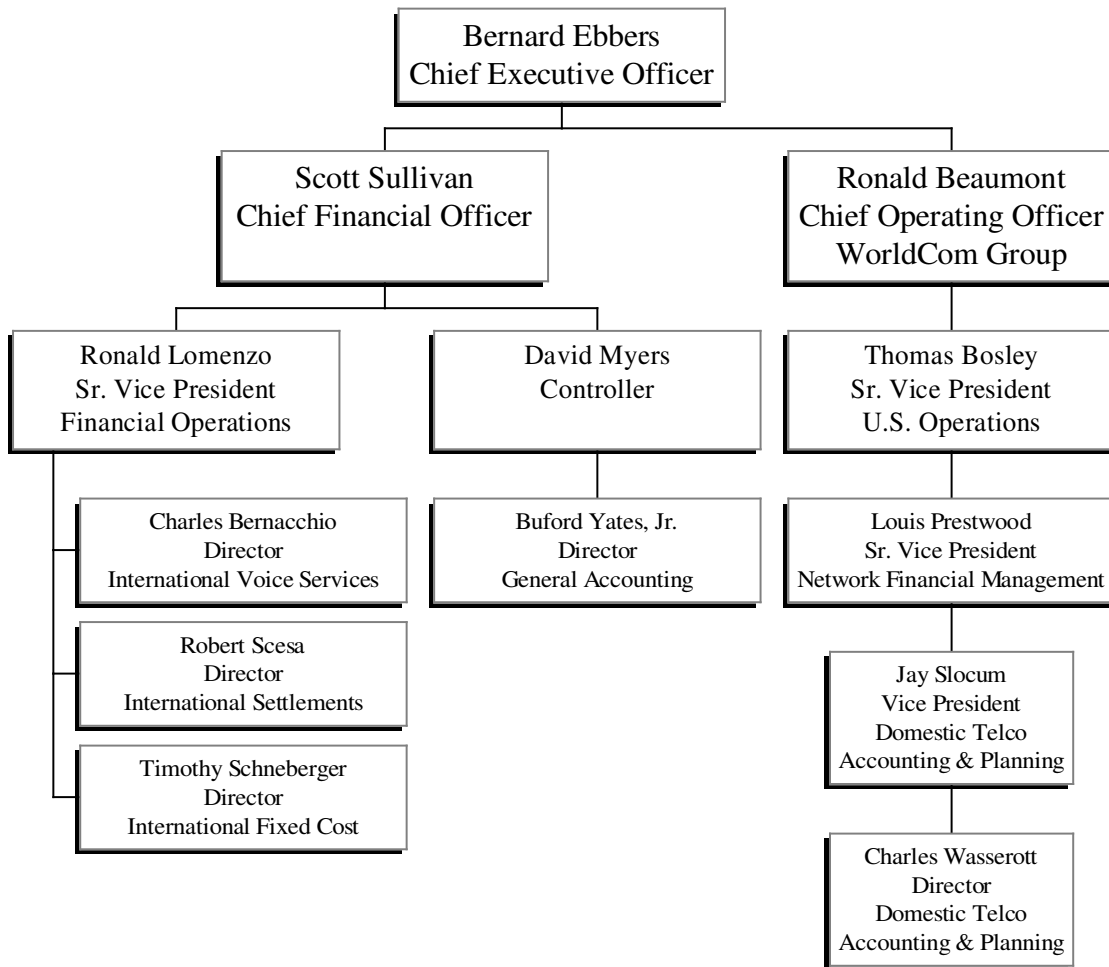 Bernard Ebbers
Chief Executive Officer
Scott Sullivan
Chief Financial Officer
Ronald Beaumont
Chief Operating Officer
WorldCom Group
Ronald Lomenzo
Sr. Vice President
Financial Operations
David Myers
Controller
Thomas Bosley
Sr. Vice President
U.S. Operations
Charles Bernacchio
Director
International Voice Services
Buford Yates, Jr.
Director
General Accounting
Louis Prestwood
Sr. Vice President
Network Financial Management
Robert Scesa
Director
International Settlements
Jay Slocum
Vice President
Domestic Telco
Accounting & Planning
Timothy Schneberger
Director
International Fixed Cost
Charles Wasserott
Director
Domestic Telco
Accounting & Planning